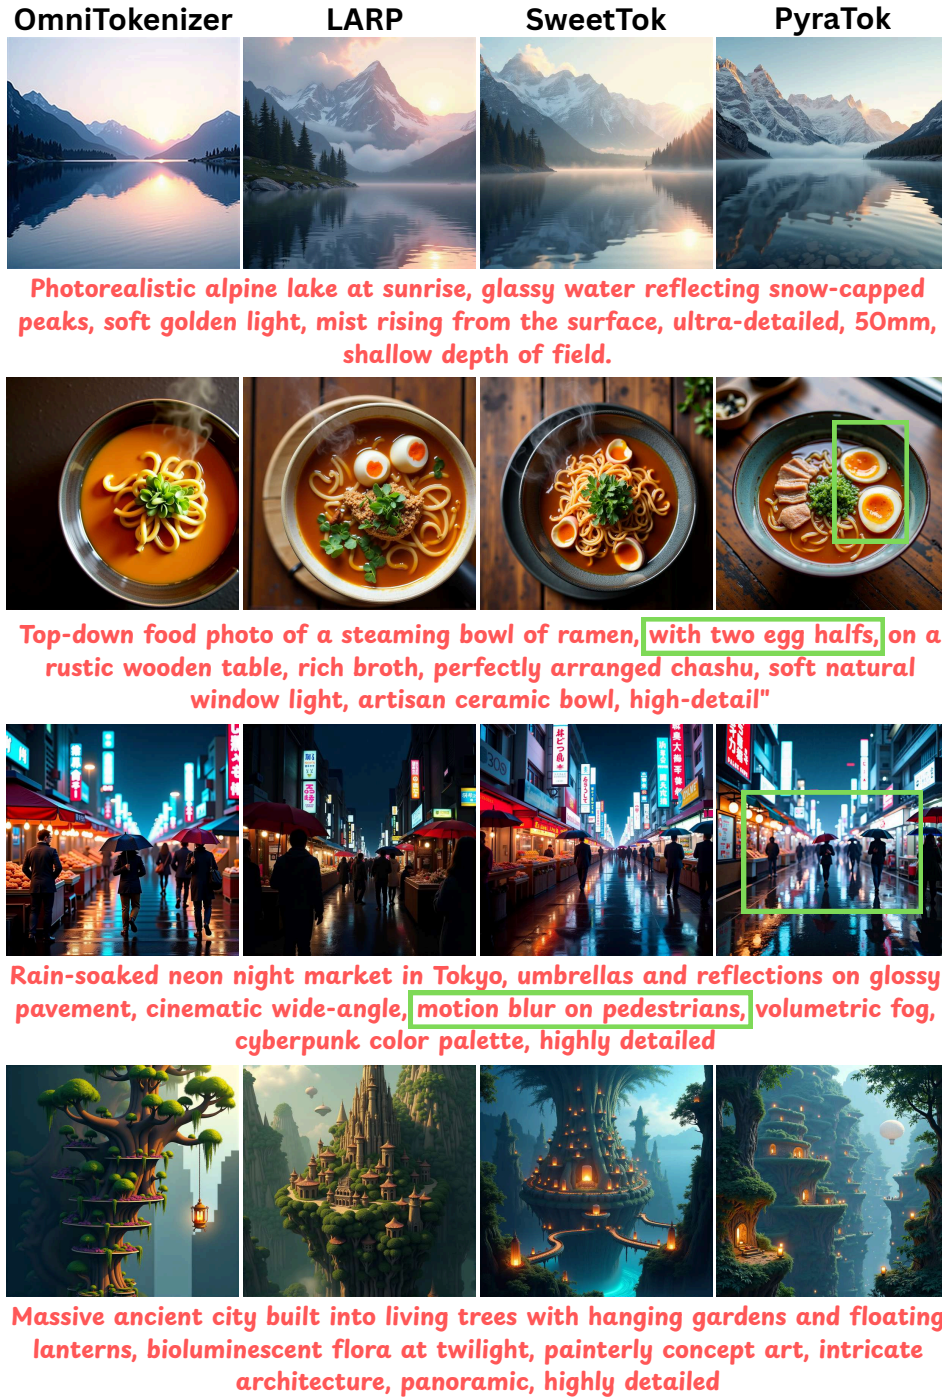 OmniTokenizer LARP SweetTok PyraTok
Photorealistic alpine lake at sunrise, glassy water reflecting snow-capped
peaks, soft golden light, mist rising from the surface, ultra-detailed, 50mm,
shallow depth of field.
Top-down food photo of a steaming bowl of ramen, with two egg halfs, on a
rustic wooden table, rich broth, perfectly arranged chashu, soft natural
window light, artisan ceramic bowl, high-detail"
Rain-soaked neon night market in Tokyo, umbrellas and reflections on glossy
pavement, cinematic wide-angle, motion blur on pedestrians, volumetric fog,
cyberpunk color palette, highly detailed
Massive ancient city built into living trees with hanging gardens and floating
lanterns, bioluminescent flora at twilight, painterly concept art, intricate
architecture, panoramic, highly detailed